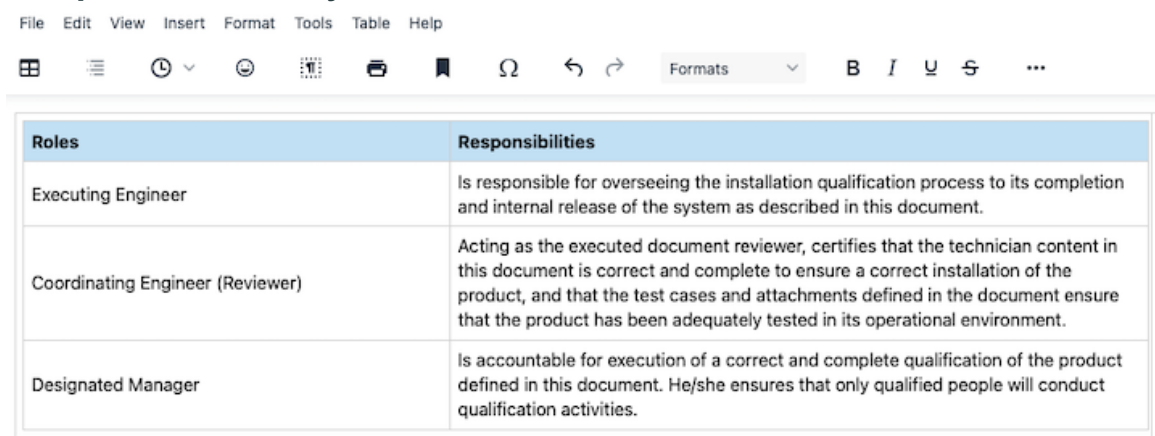 File Edit View Insert Format Tools Table Help
Formats B I U S
Roles Responsibilities
Executing Engineer
Is responsible for overseeing the installation qualification process to its completion
and internal release of the system as described in this document.
Coordinating Engineer (Reviewer)
Acting as the executed document reviewer, certifies that the technician content in
this document is correct and complete to ensure a correct installation of the
product, and that the test cases and attachments defined in the document ensure
that the product has been adequately tested in its operational environment.
Designated Manager
Is accountable for execution of a correct and complete qualification of the product
defined in this document. He/she ensures that only qualified people will conduct
qualification activities.